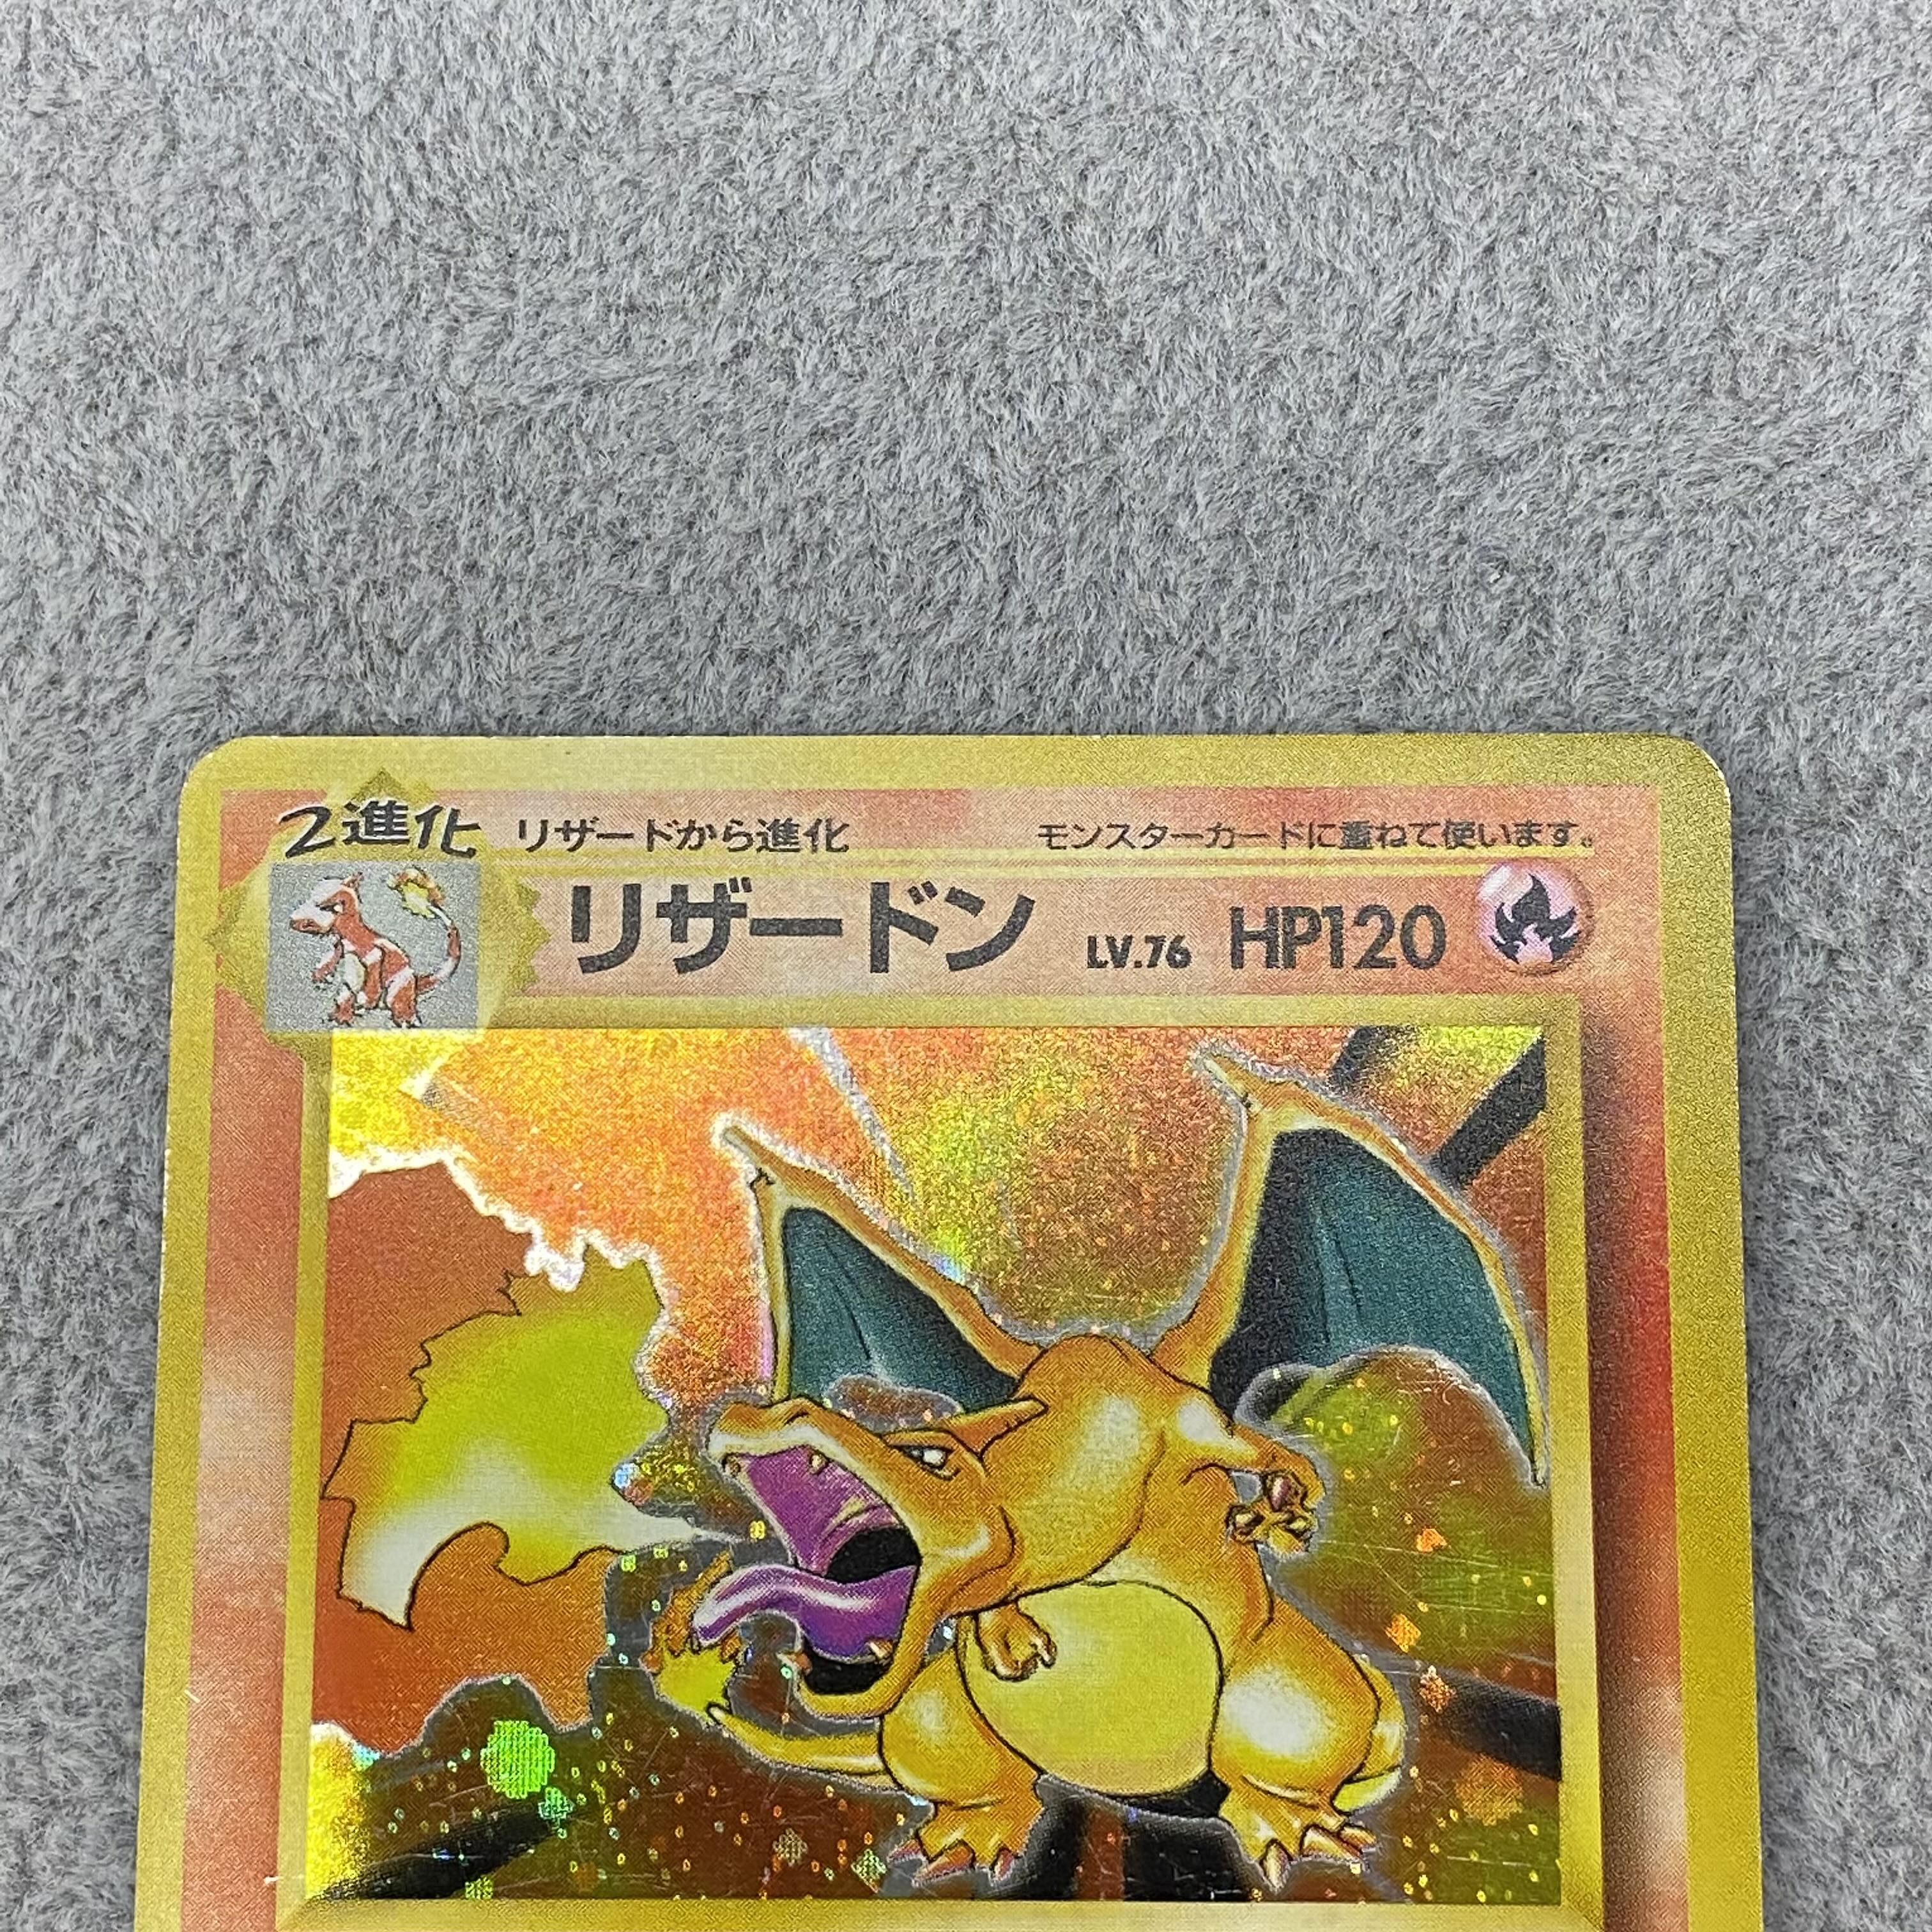 2進化 リザードから進化 モンスターカードに重ねて使います。
リザードン LV.76 HP120